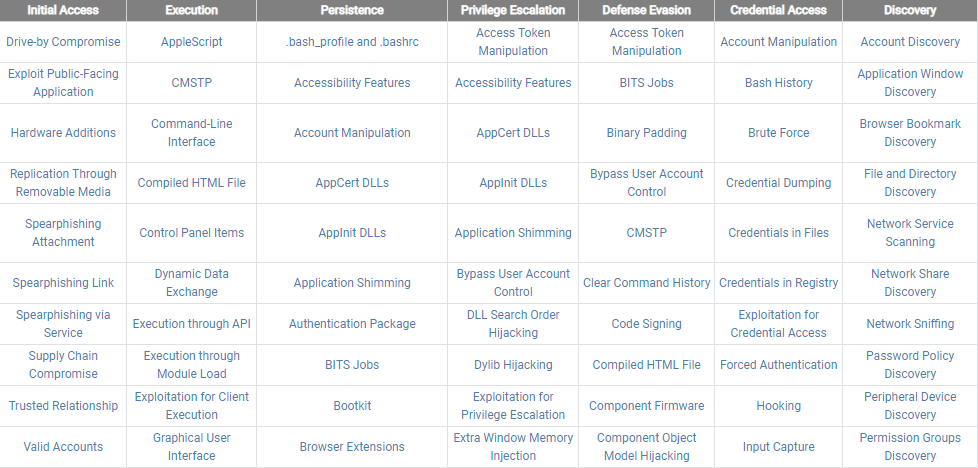 Initial Access Execution Persistence Privilege Escalation Defense Evasion Credential Access Discovery
Drive-by Compromise AppleScript .bash_profile and .bashrc Access Token Manipulation Access Token Manipulation Account Manipulation Account Discovery
Exploit Public-Facing Application CMSTP Accessibility Features Accessibility Features BITS Jobs Bash History Application Window Discovery
Hardware Additions Command-Line Interface Account Manipulation AppCert DLLs Binary Padding Brute Force Browser Bookmark Discovery
Replication Through Removable Media Compiled HTML File AppCert DLLs AppInit DLLs Bypass User Account Control Credential Dumping File and Directory Discovery
Spearphishing Attachment Control Panel Items AppInit DLLs Application Shimming CMSTP Credentials in Files Network Service Scanning
Spearphishing Link Dynamic Data Exchange Application Shimming Bypass User Account Control Clear Command History Credentials in Registry Network Share Discovery
Spearphishing via Service Execution through API Authentication Package DLL Search Order Hijacking Code Signing Exploitation for Credential Access Network Sniffing
Supply Chain Compromise Execution through Module Load BITS Jobs Dylib Hijacking Compiled HTML File Forced Authentication Password Policy Discovery
Trusted Relationship Exploitation for Client Execution Bootkit Exploitation for Privilege Escalation Component Firmware Hooking Peripheral Device Discovery
Valid Accounts Graphical User Interface Browser Extensions Extra Window Memory Injection Component Object Model Hijacking Input Capture Permission Groups Discovery